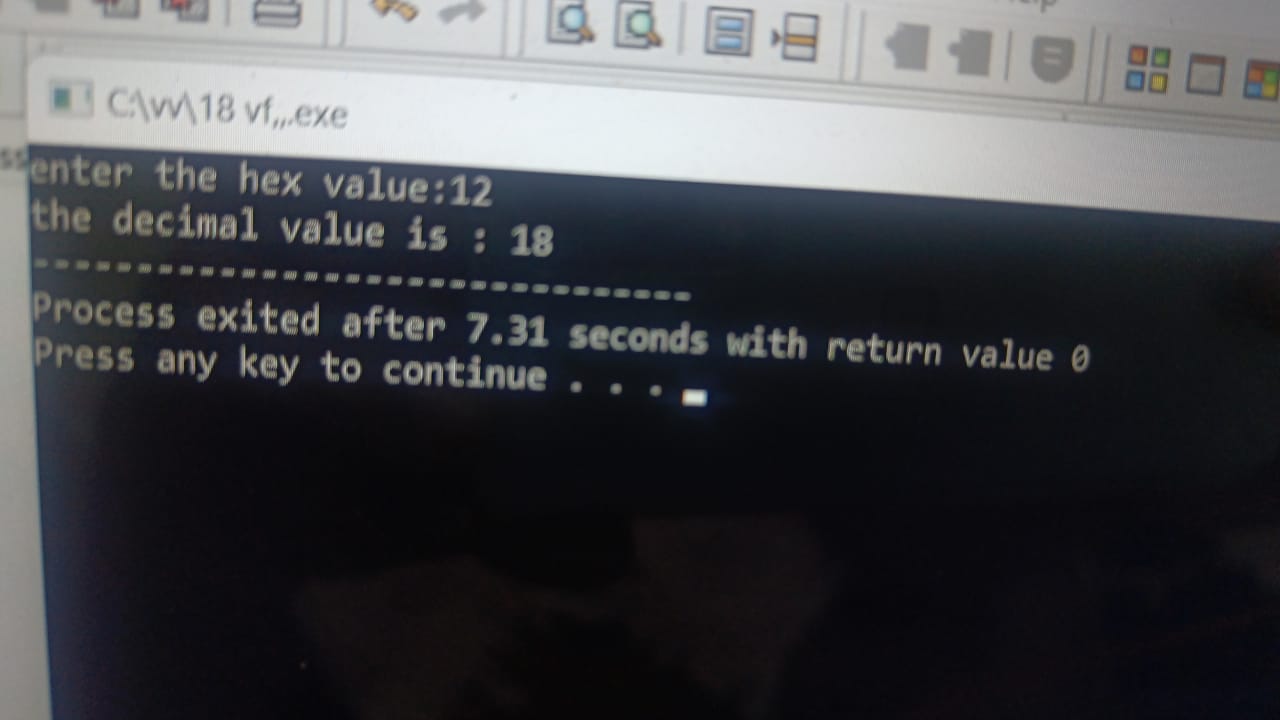 C:\vv\18 vf,,,.exe
enter the hex value:12
the decimal value is : 18
--------------------------------
Process exited after 7.31 seconds with return value 0
Press any key to continue . . .